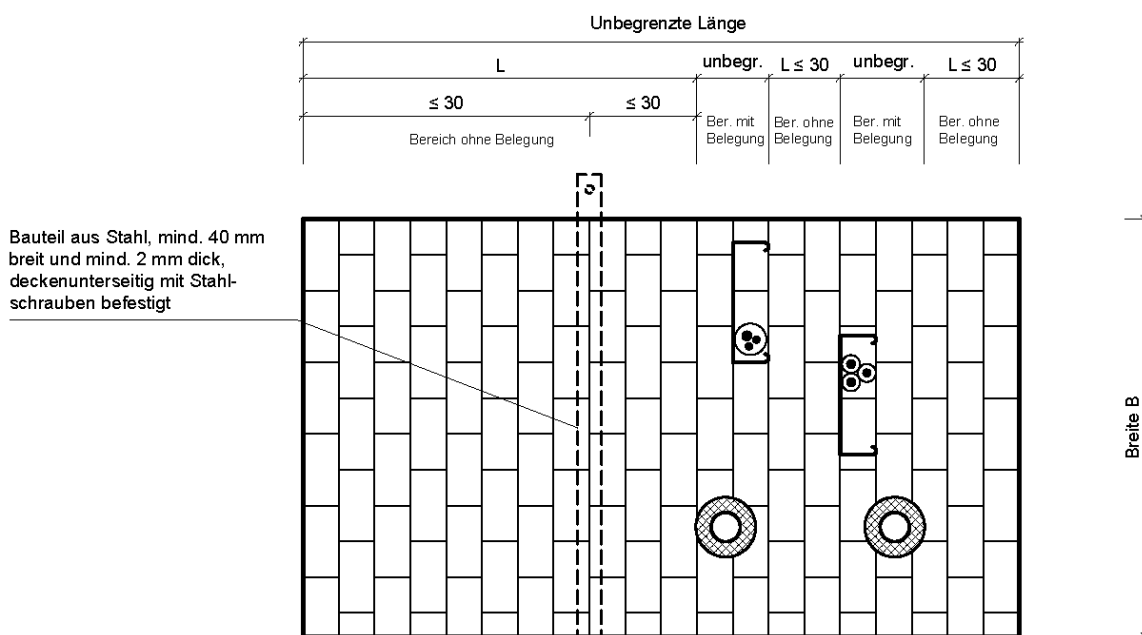 Unbegrenzte Länge
L
unbegr.
L ≤ 30
unbegr.
L ≤ 30
≤ 30
≤ 30
Bereich ohne Belegung
Ber. mit
Belegung
Ber. ohne
Belegung
Ber. mit
Belegung
Ber. ohne
Belegung
Bauteil aus Stahl, mind. 40 mm
breit und mind. 2 mm dick,
deckenunterseitig mit Stahl-
schrauben befestigt
Breite B